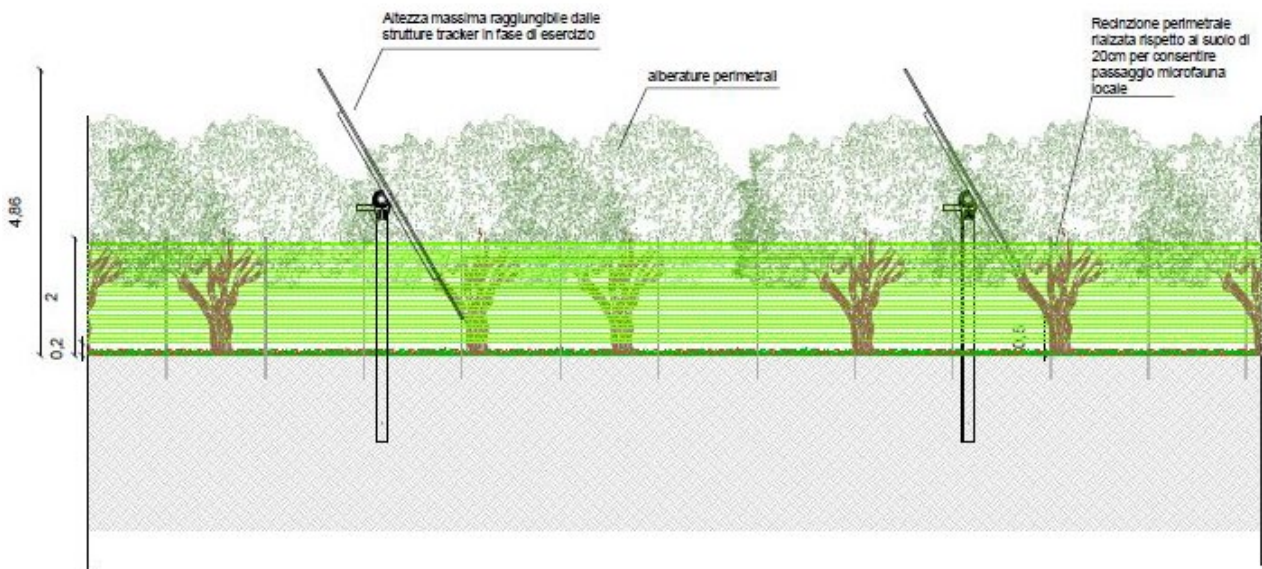 Altezza massima raggiungibile dalle
strutture tracker in fase di esercizio
alberature perimetrali
Recinzione perimetrale
rialzata rispetto al suolo di
20cm per consentire
passaggio microfauna
locale
4,86
2
0,2